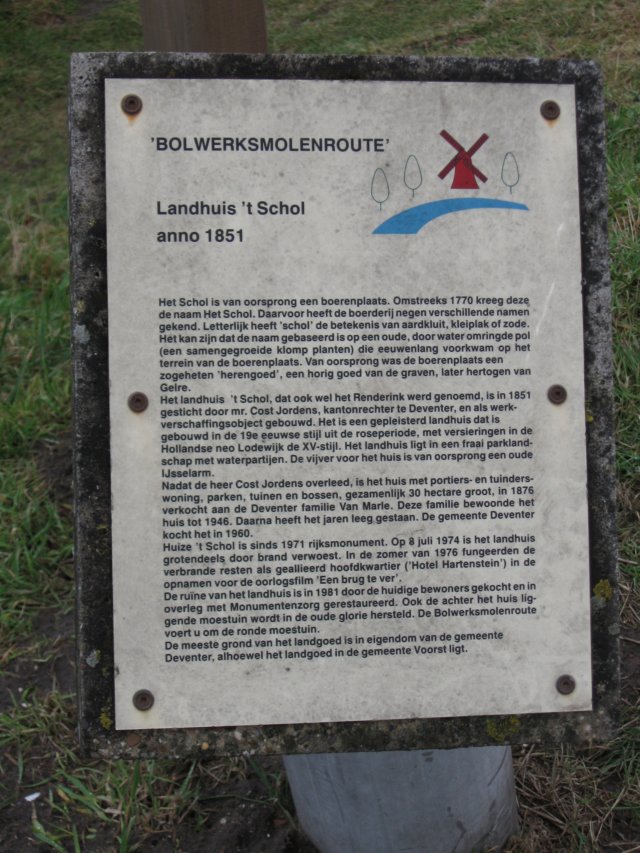 'BOLWERKSMOLENROUTE'
Landhuis 't Schol
anno 1851
Het Schol is van oorsprong een boerenplaats. Omstreeks 1770 kreeg deze
de naam Het Schol. Daarvoor heeft de boerderij negen verschillende namen
gekend. Letterlijk heeft 'schol' de betekenis van aardkluit, kleiplak of zode.
Het kan zijn dat de naam gebaseerd is op een oude, door water omringde pol
(een samengegroeide klomp planten) die eeuwenlang voorkwam op het
terrein van de boerenplaats. Van oorsprong was de boerenplaats een
zogeheten 'herengoed', een horig goed van de graven, later hertogen van
Gelre.
Het landhuis 't Schol, dat ook wel het Renderink werd genoemd, is in 1851
gesticht door mr. Cost Jordens, kantonrechter te Deventer, en als werk-
verschaffingsobject gebouwd. Het is een gepleisterd landhuis dat is
gebouwd in de 19e eeuwse stijl uit de roseperiode, met versieringen in de
Hollandse neo Lodewijk de XV-stijl. Het landhuis ligt in een fraai parkland-
schap met waterpartijen. De vijver voor het huis is van oorsprong een oude
IJsselarm.
Nadat de heer Cost Jordens overleed, is het huis met portiers- en tuinders-
woning, parken, tuinen en bossen, gezamenlijk 30 hectare groot, in 1876
verkocht aan de Deventer familie Van Marle. Deze familie bewoonde het
huis tot 1946. Daarna heeft het jaren leeg gestaan. De gemeente Deventer
kocht het in 1960.
Huize 't Schol is sinds 1971 rijksmonument. Op 8 juli 1974 is het landhuis
grotendeels door brand verwoest. In de zomer van 1976 fungeerden de
verbrande resten als geallieerd hoofdkwartier ('Hotel Hartenstein') in de
opnamen voor de oorlogsfilm 'Een brug te ver'.
De ruïne van het landhuis is in 1981 door de huidige bewoners gekocht en in
overleg met Monumentenzorg gerestaureerd. Ook de achter het huis lig-
gende moestuin wordt in de oude glorie hersteld. De Bolwerksmolenroute
voert u om de ronde moestuin.
De meeste grond van het landgoed is in eigendom van de gemeente
Deventer, alhoewel het landgoed in de gemeente Voorst ligt.